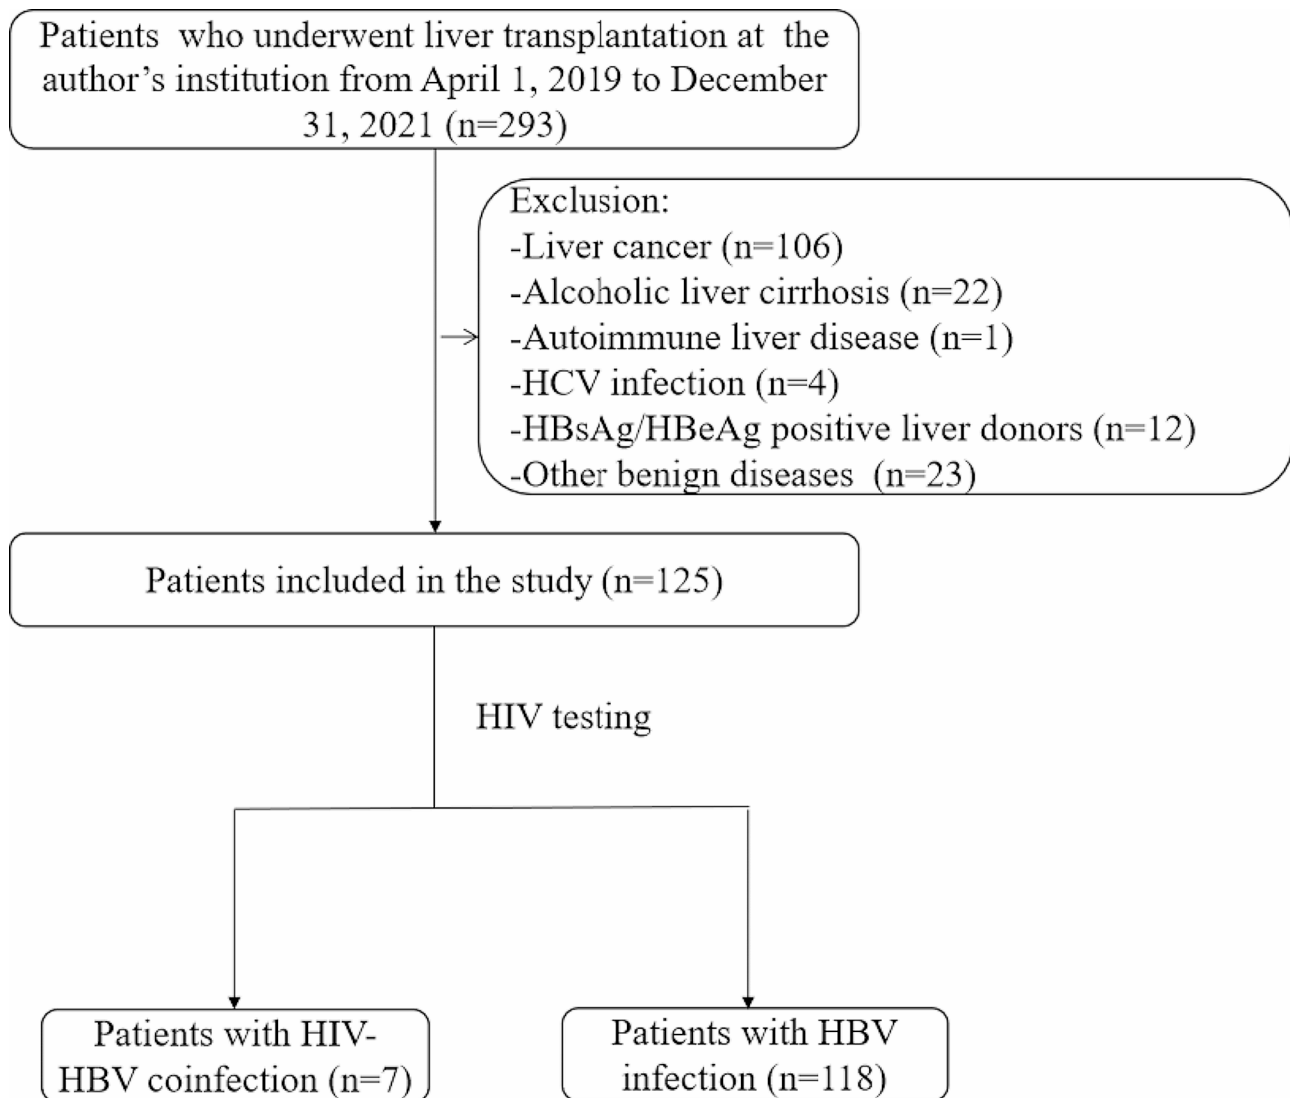 Patients who underwent liver transplantation at the
author’s institution from April 1, 2019 to December
31, 2021 (n=293)
Exclusion:
-Liver cancer (n=106)
-Alcoholic liver cirrhosis (n=22)
-Autoimmune liver disease (n=1)
-HCV infection (n=4)
-HBsAg/HBeAg positive liver donors (n=12)
-Other benign diseases (n=23)
Patients included in the study (n=125)
HIV testing
Patients with HIV-
HBV coinfection (n=7)
Patients with HBV
infection (n=118)